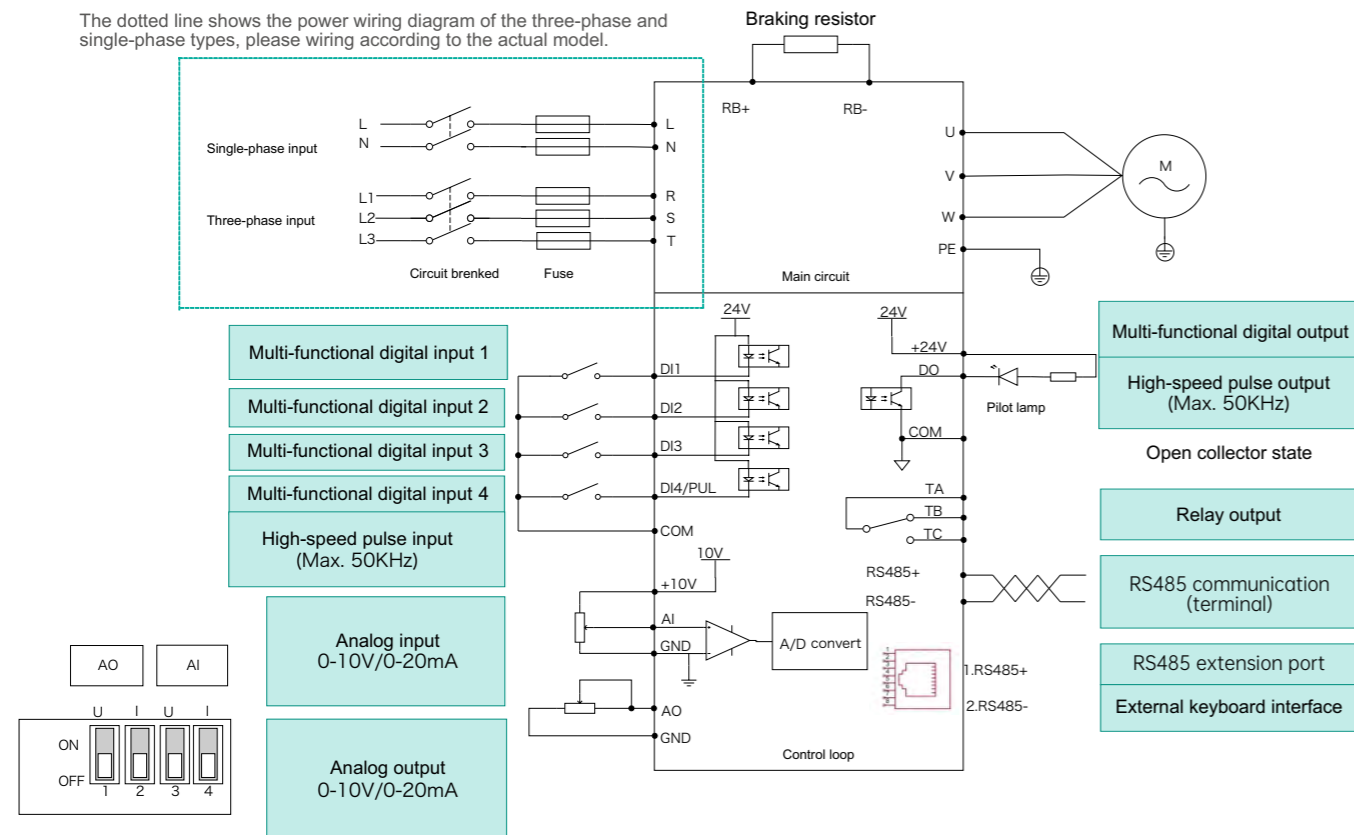 The dotted line shows the power wiring diagram of the three-phase and
single-phase types, please wiring according to the actual model.
Braking resistor
RB+
RB-
Single-phase input
L
N
L
N
Three-phase input
L1
L2
L3
R
S
T
Circuit brenked
Fuse
U
V
W
PE
M
Main circuit
Multi-functional digital input 1
Multi-functional digital input 2
Multi-functional digital input 3
Multi-functional digital input 4
High-speed pulse input
(Max. 50KHz)
24V
DI1
DI2
DI3
DI4/PUL
COM
24V
+24V
DO
COM
Pilot lamp
Multi-functional digital output
High-speed pulse output
(Max. 50KHz)
Open collector state
TA
TB
TC
Relay output
10V
+10V
AI
GND
A/D convert
AO
GND
Analog input
0-10V/0-20mA
Analog output
0-10V/0-20mA
RS485+
RS485-
RS485 communication
(terminal)
1.RS485+
2.RS485-
RS485 extension port
External keyboard interface
Control loop
AO
AI
U I U I
ON
OFF
1 2 3 4